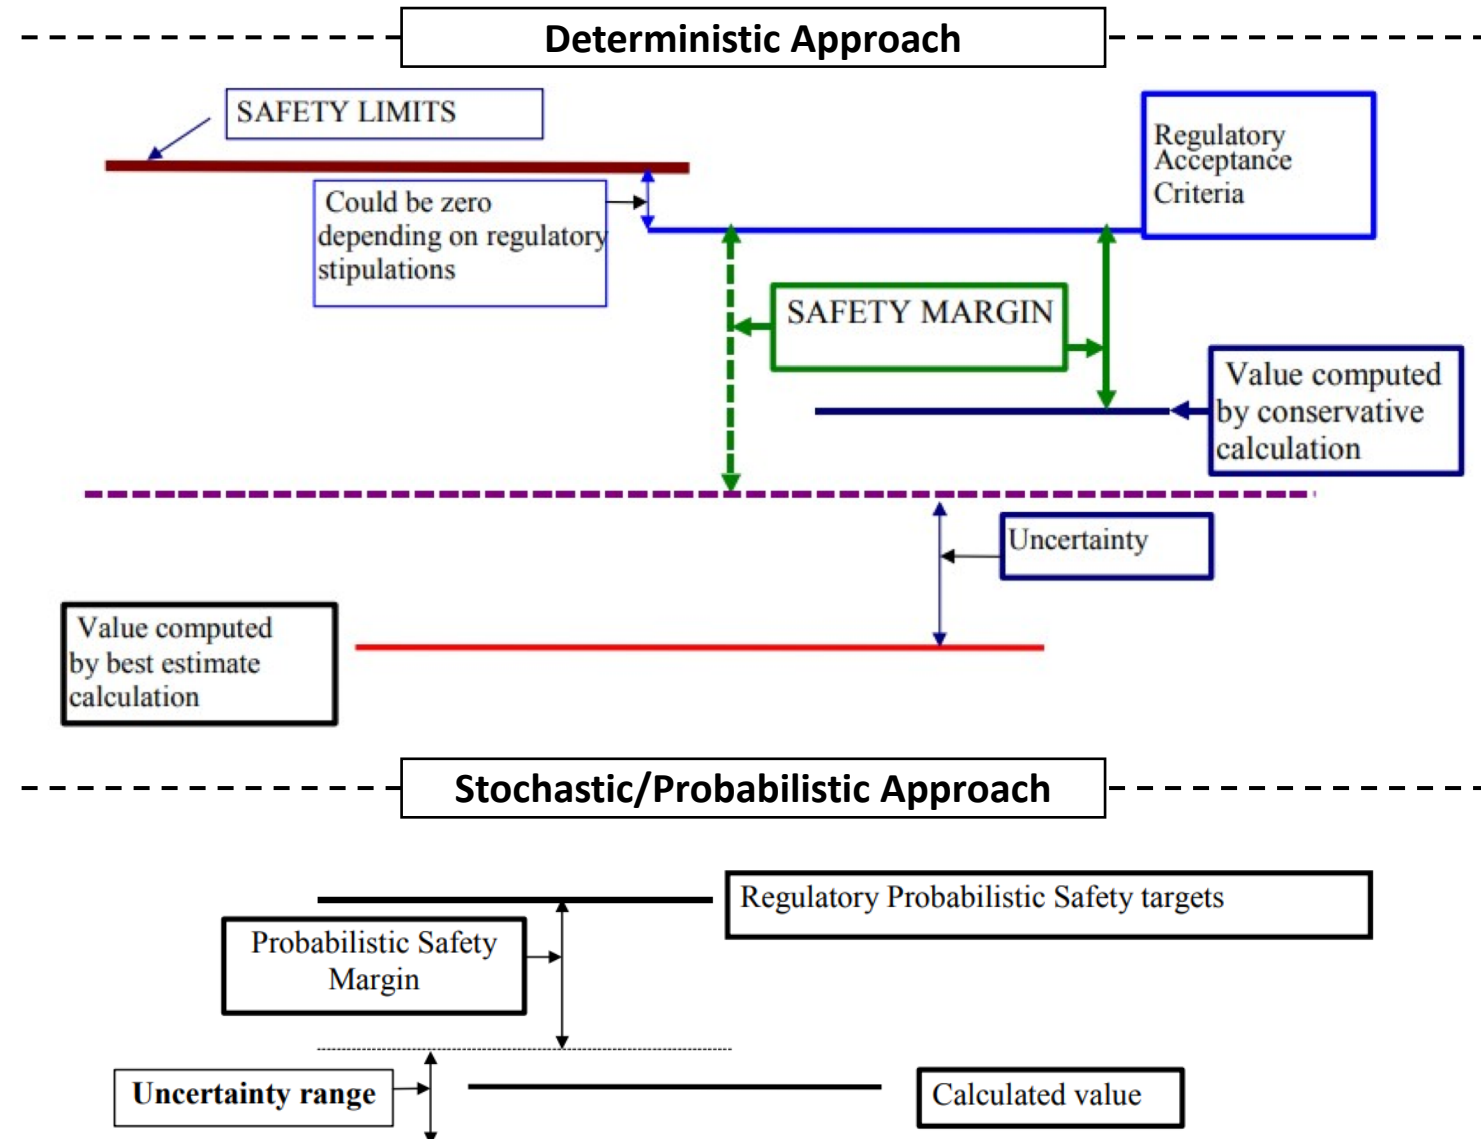 Deterministic Approach
SAFETY LIMITS
Regulatory
Acceptance
Criteria
Could be zero
depending on regulatory
stipulations
SAFETY MARGIN
Value computed
by conservative
calculation
Uncertainty
Value computed
by best estimate
calculation
Stochastic/Probabilistic Approach
Regulatory Probabilistic Safety targets
Probabilistic Safety
Margin
Uncertainty range
Calculated value